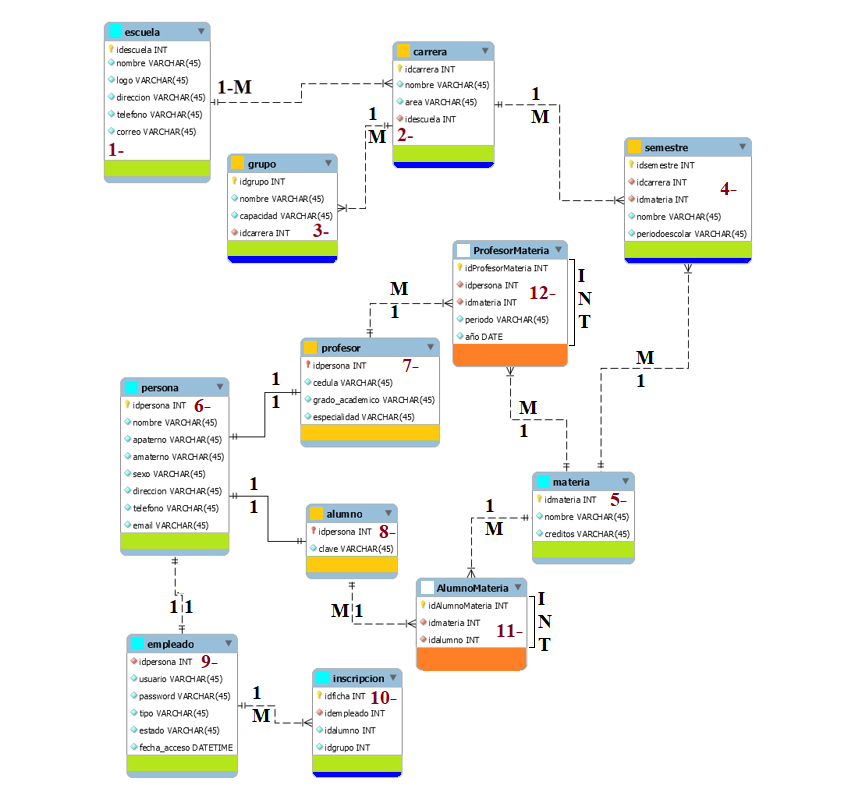 escuela
idescuela INT
nombre VARCHAR(45)
logo VARCHAR(45)
direccion VARCHAR(45)
telefono VARCHAR(45)
correo VARCHAR(45)
1-
1-M
carrera
idcarrera INT
nombre VARCHAR(45)
area VARCHAR(45)
idescuela INT
2-
1
M
grupo
idgrupo INT
nombre VARCHAR(45)
capacidad VARCHAR(45)
idcarrera INT
3-
1
M
semestre
idsemestre INT
idcarrera INT
idmateria INT
nombre VARCHAR(45)
periodoescolar VARCHAR(45)
4-
ProfesorMateria
idProfesorMateria INT
idpersona INT
idmateria INT
periodo VARCHAR(45)
año DATE
12-
I
N
T
M
1
profesor
idpersona INT
cedula VARCHAR(45)
grado_academico VARCHAR(45)
especialidad VARCHAR(45)
7-
M
1
M
1
1
1
persona
idpersona INT
nombre VARCHAR(45)
apaterno VARCHAR(45)
amaterno VARCHAR(45)
sexo VARCHAR(45)
direccion VARCHAR(45)
telefono VARCHAR(45)
email VARCHAR(45)
6-
1
1
materia
idmateria INT
nombre VARCHAR(45)
creditos VARCHAR(45)
5-
1
M
alumno
idpersona INT
clave VARCHAR(45)
8-
M 1
AlumnoMateria
idAlumnoMateria INT
idmateria INT
idalumno INT
11-
I
N
T
1 1
empleado
idpersona INT
usuario VARCHAR(45)
password VARCHAR(45)
tipo VARCHAR(45)
estado VARCHAR(45)
fecha_acceso DATETIME
9-
1
M
inscripcion
idficha INT
idempleado INT
idalumno INT
idgrupo INT
10-